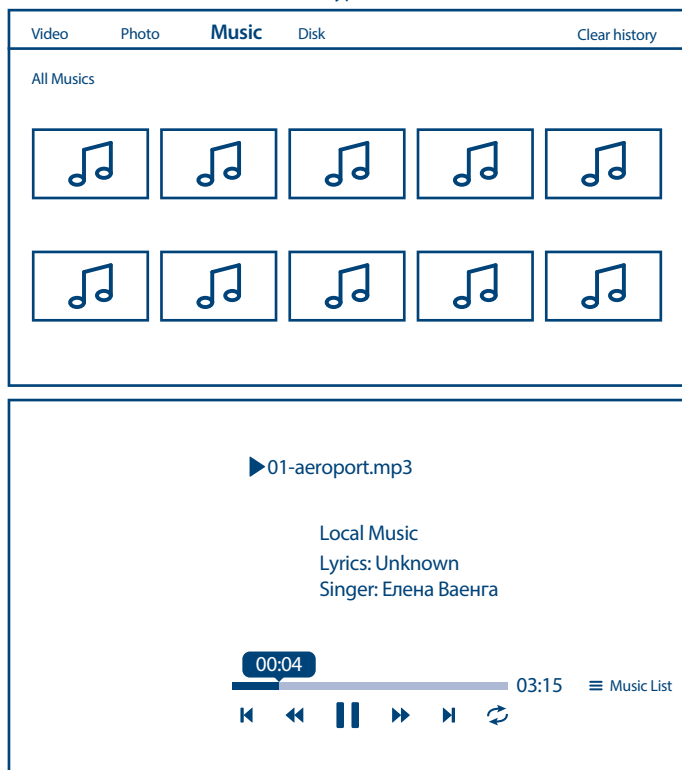 Video Photo Music Disk Clear history
All Musics
01-aeroport.mp3
Local Music
Lyrics: Unknown
Singer: Елена Ваенга
00:04
03:15 Music List